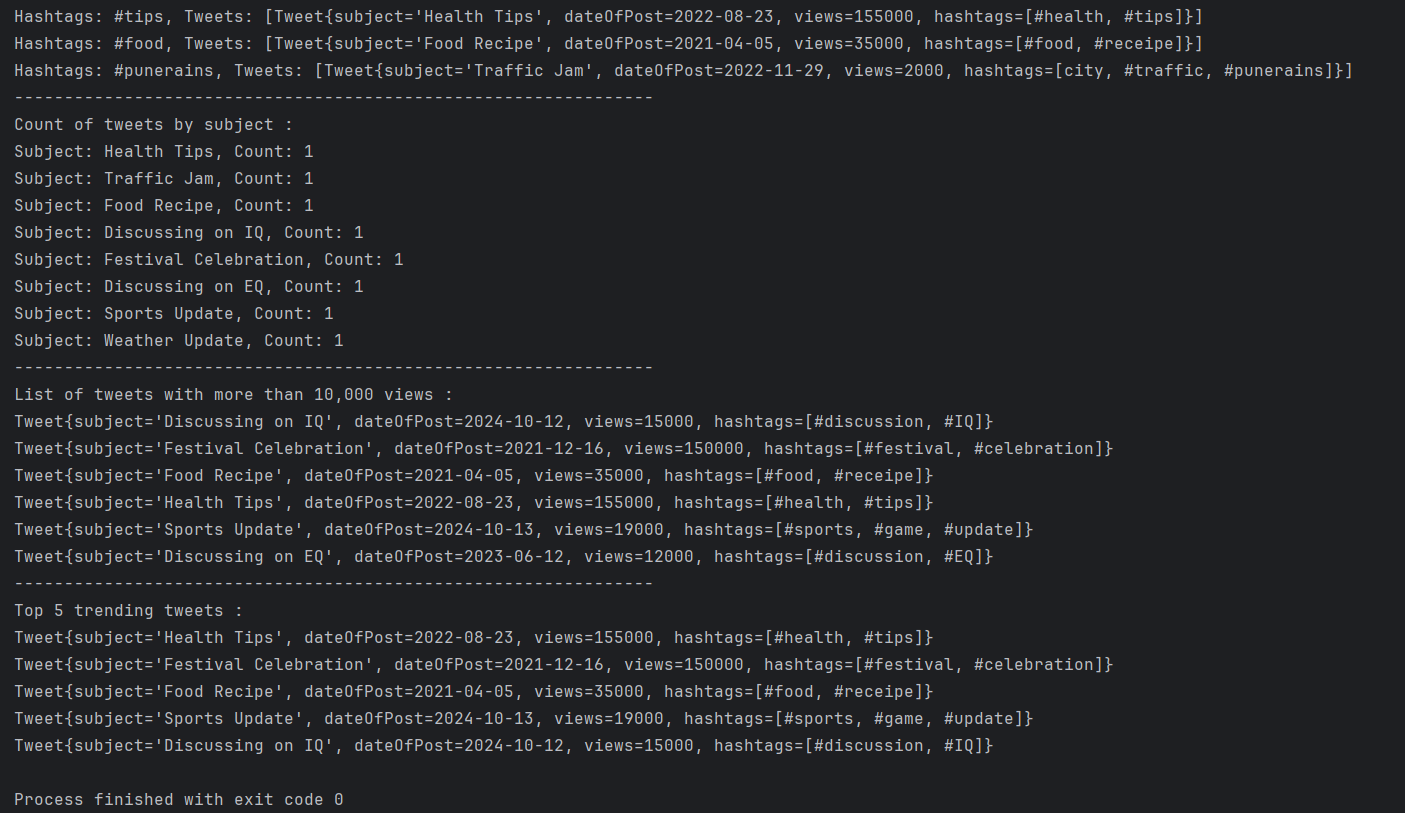 Hashtags: #tips, Tweets: [Tweet{subject='Health Tips', dateOfPost=2022-08-23, views=155000, hashtags=[#health, #tips]}]
Hashtags: #food, Tweets: [Tweet{subject='Food Recipe', dateOfPost=2021-04-05, views=35000, hashtags=[#food, #receipe]}]
Hashtags: #punerains, Tweets: [Tweet{subject='Traffic Jam', dateOfPost=2022-11-29, views=2000, hashtags=[city, #traffic, #punerains]}]
----------------------------------------------------------------
Count of tweets by subject :
Subject: Health Tips, Count: 1
Subject: Traffic Jam, Count: 1
Subject: Food Recipe, Count: 1
Subject: Discussing on IQ, Count: 1
Subject: Festival Celebration, Count: 1
Subject: Discussing on EQ, Count: 1
Subject: Sports Update, Count: 1
Subject: Weather Update, Count: 1
----------------------------------------------------------------
List of tweets with more than 10,000 views :
Tweet{subject='Discussing on IQ', dateOfPost=2024-10-12, views=15000, hashtags=[#discussion, #IQ]}
Tweet{subject='Festival Celebration', dateOfPost=2021-12-16, views=150000, hashtags=[#festival, #celebration]}
Tweet{subject='Food Recipe', dateOfPost=2021-04-05, views=35000, hashtags=[#food, #receipe]}
Tweet{subject='Health Tips', dateOfPost=2022-08-23, views=155000, hashtags=[#health, #tips]}
Tweet{subject='Sports Update', dateOfPost=2024-10-13, views=19000, hashtags=[#sports, #game, #update]}
Tweet{subject='Discussing on EQ', dateOfPost=2023-06-12, views=12000, hashtags=[#discussion, #EQ]}
----------------------------------------------------------------
Top 5 trending tweets :
Tweet{subject='Health Tips', dateOfPost=2022-08-23, views=155000, hashtags=[#health, #tips]}
Tweet{subject='Festival Celebration', dateOfPost=2021-12-16, views=150000, hashtags=[#festival, #celebration]}
Tweet{subject='Food Recipe', dateOfPost=2021-04-05, views=35000, hashtags=[#food, #receipe]}
Tweet{subject='Sports Update', dateOfPost=2024-10-13, views=19000, hashtags=[#sports, #game, #update]}
Tweet{subject='Discussing on IQ', dateOfPost=2024-10-12, views=15000, hashtags=[#discussion, #IQ]}
Process finished with exit code 0